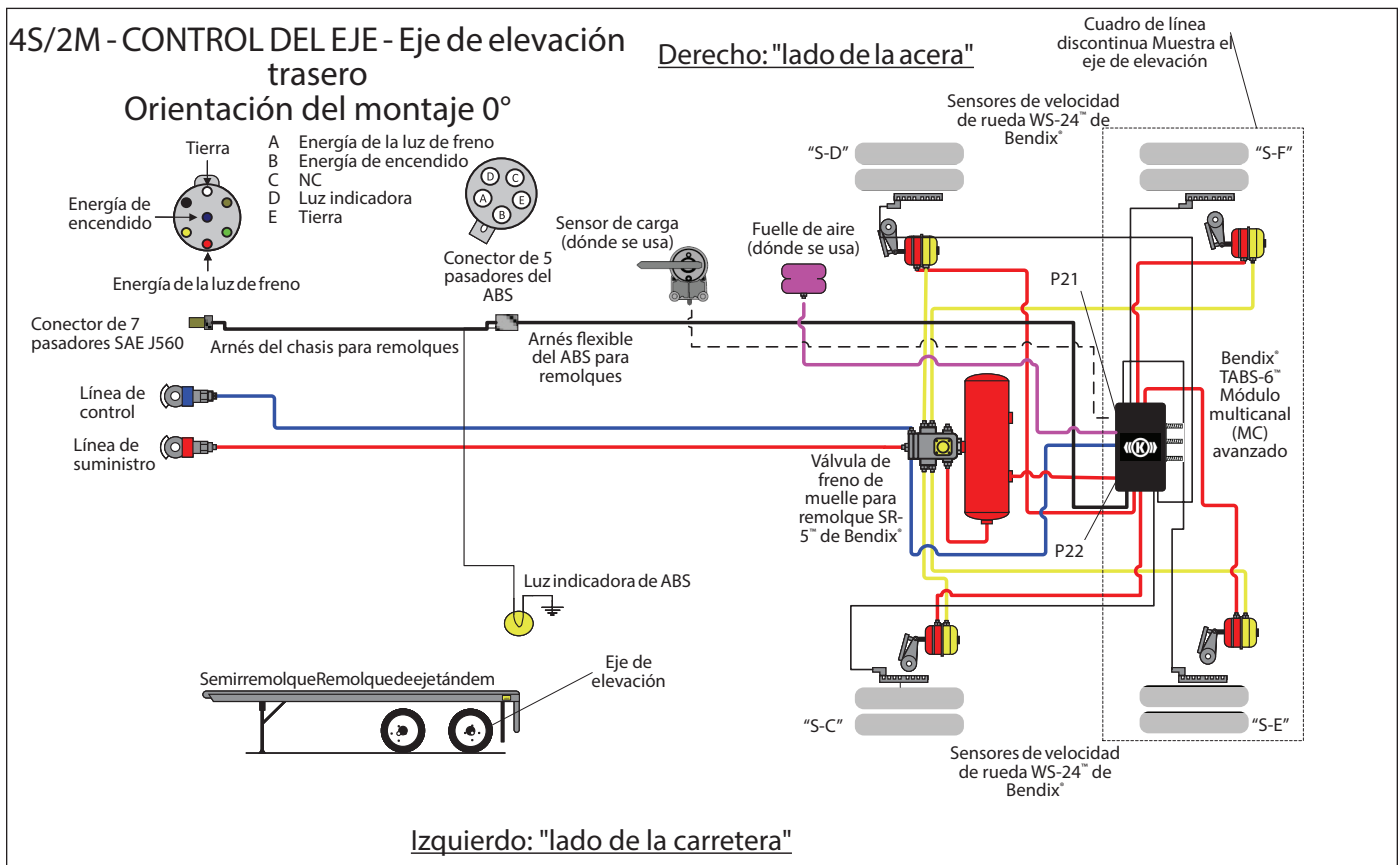 4S/2M - CONTROL DEL EJE - Eje de elevación
trasero
Orientación del montaje 0°
Derecho: "lado de la acera"
Cuadro de línea
discontinua Muestra el
eje de elevación
Tierra
Energía de
encendido
Energía de la luz de freno
A Energía de la luz de freno
B Energía de encendido
C NC
D Luz indicadora
E Tierra
D
C
A
E
B
Conector de 5
pasadores del
ABS
Sensor de carga
(dónde se usa)
Fuelle de aire
(dónde se usa)
Sensores de velocidad
de rueda WS-24™ de
Bendix®
"S-D"
"S-F"
Conector de 7
pasadores SAE J560
Arnés del chasis para remolques
Arnés flexible
del ABS para
remolques
P21
Bendix®
TABS-6™
Módulo
multicanal
(MC)
avanzado
K
Línea de
control
Línea de
suministro
Válvula de
freno de
muelle para
remolque SR-
5™ de Bendix®
P22
Luz indicadora de ABS
SemirremolqueRemolquedeejetándem
Eje de
elevación
"S-C"
"S-E"
Sensores de velocidad
de rueda WS-24™ de
Bendix®
Izquierdo: "lado de la carretera"